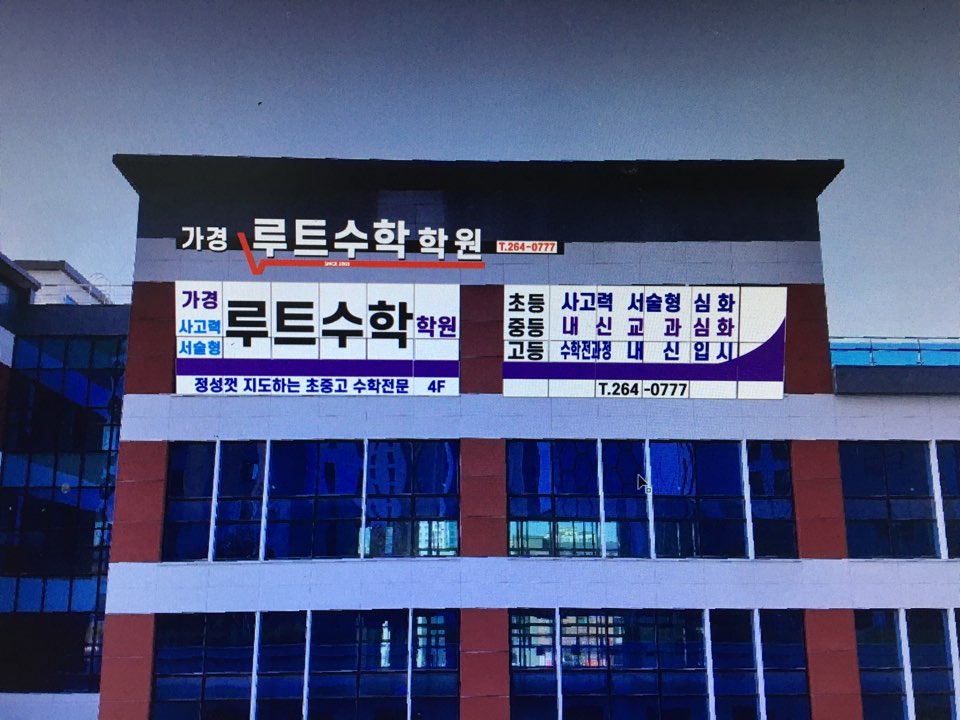 가경 루트수학 학원 T.264-0777
가경
사고력
서술형
루트수학 학원
정성껏 지도하는 초중고 수학전문 4F
초등 사고력 서술형 심화
중등 내신교과심화
고등 수학전과정 내신입시
T.264-0777